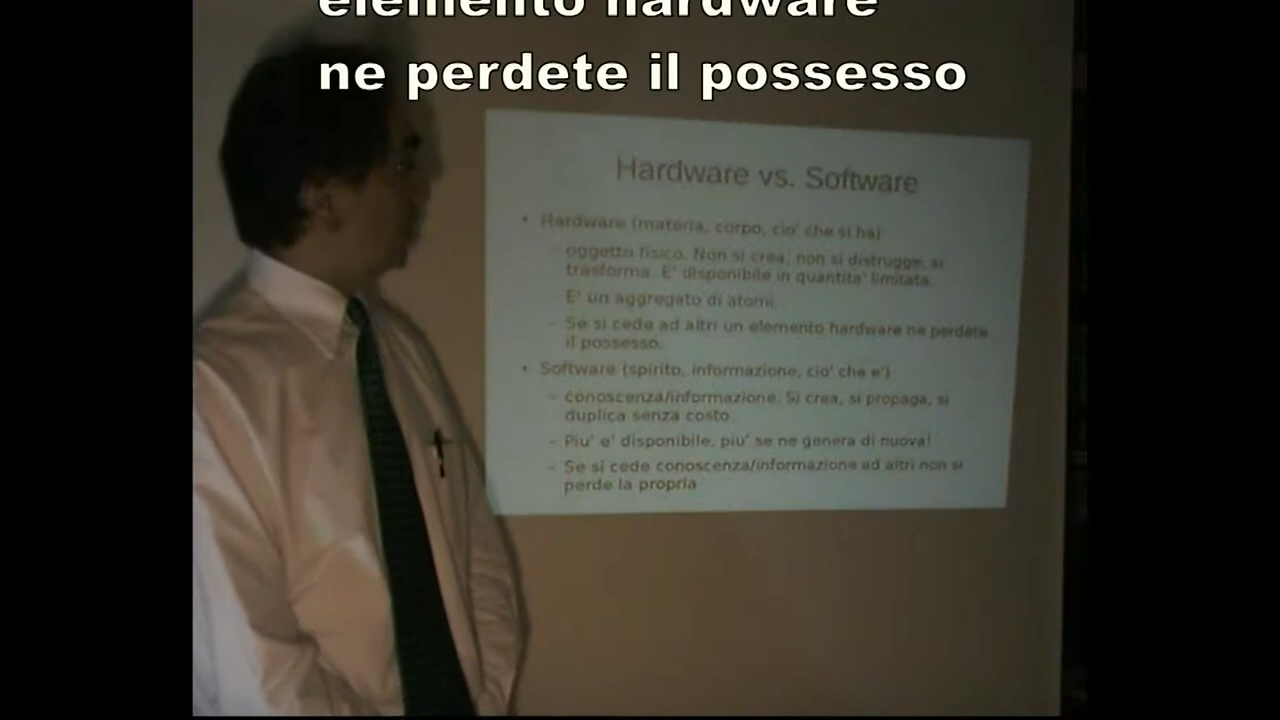 elemento hardware
ne perdete il possesso
Hardware vs. Software
• Hardware (materia, corpo, cio' che si ha)
– oggetto fisico. Non si crea, non si distrugge, si
trasforma. E' disponibile in quantita' limitata.
E' un aggregato di atomi.
– Se si cede ad altri un elemento hardware ne perdete
il possesso.
• Software (spirito, informazione, cio' che e')
– conoscenza/informazione. Si crea, si propaga, si
duplica senza costo.
– Piu' e' disponibile, piu' se ne genera di nuova!
– Se si cede conoscenza/informazione ad altri non si
perde la propria